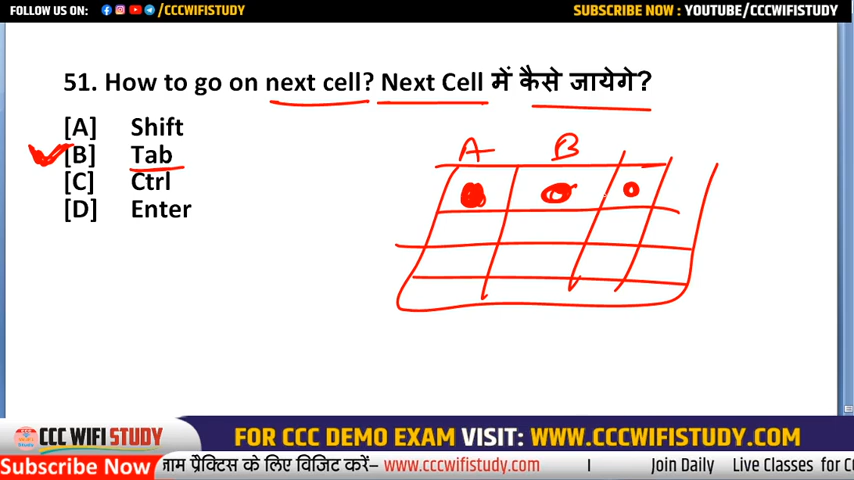 FOLLOW US ON: /CCCWIFISTUDY
SUBSCRIBE NOW : YOUTUBE/CCCWIFISTUDY
51. How to go on next cell? Next Cell में कैसे जायेगे?
[A] Shift
[B] Tab
[C] Ctrl
[D] Enter
A B
CCC WIFI STUDY
FOR CCC DEMO EXAM VISIT: WWW.CCCWIFISTUDY.COM
Subscribe Now
प्रैक्टिस के लिए विजिट करें– www.cccwifistudy.com I Join Daily Live Classes for